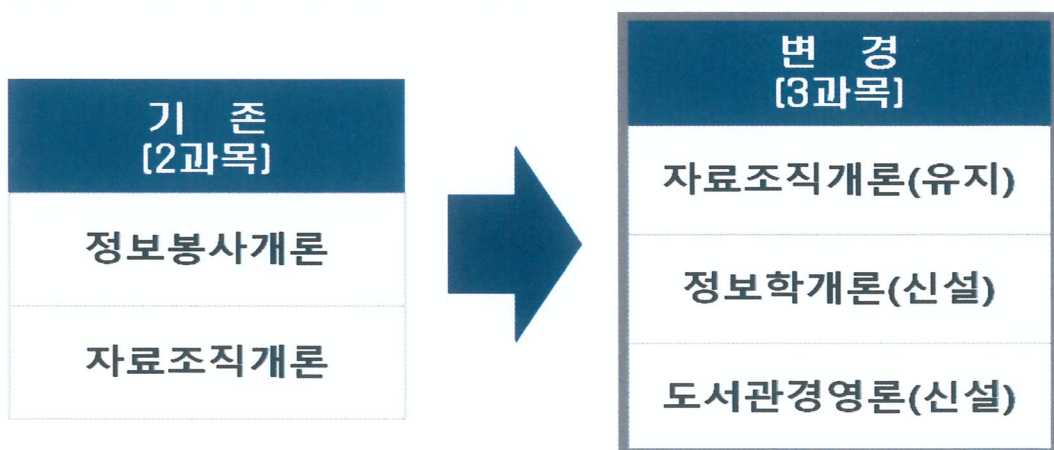 기 존
[2과목]
정보봉사개론
자료조직개론
변 경
[3과목]
자료조직개론(유지)
정보학개론(신설)
도서관경영론(신설)